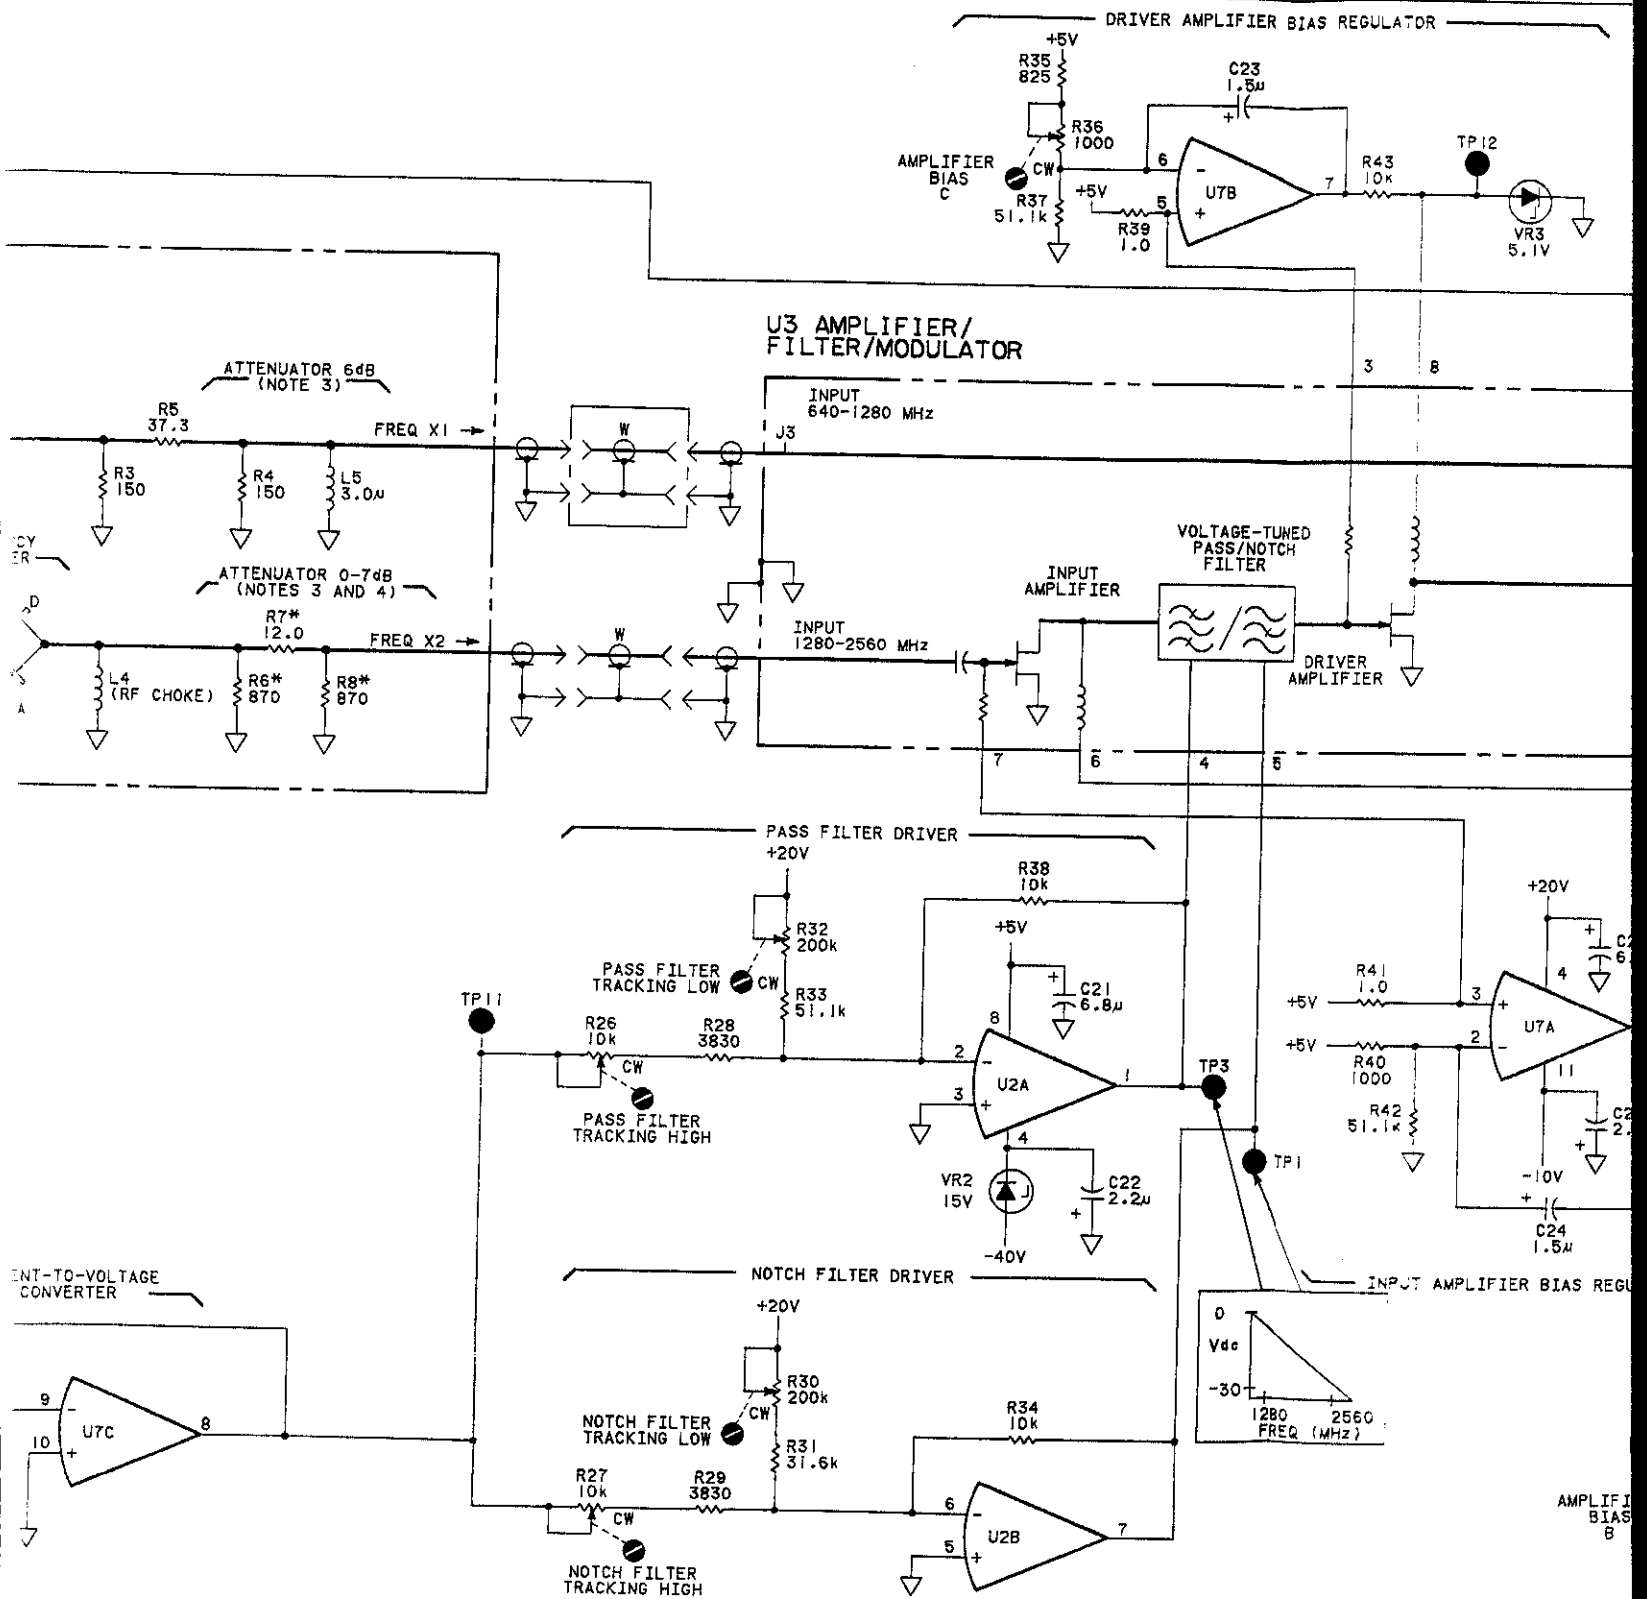 DRIVER AMPLIFIER BIAS REGULATOR
+5V
R35
825
C23
1.5µ
+
R36
1000
AMPLIFIER
BIAS
C
CW
6
-
U7B
7
R43
10k
TP12
+5V
R37
51.1k
5
+
R39
1.0
VR3
5.1V
U3 AMPLIFIER/
FILTER/MODULATOR
3
8
ATTENUATOR 6dB
(NOTE 3)
INPUT
640-1280 MHz
R5
37.3
FREQ X1
W
J3
R3
150
R4
150
L5
3.0µ
VOLTAGE-TUNED
PASS/NOTCH
FILTER
CY
ER
ATTENUATOR 0-7dB
(NOTES 3 AND 4)
INPUT
AMPLIFIER
D
R7*
12.0
FREQ X2
W
INPUT
1280-2560 MHz
DRIVER
AMPLIFIER
A
L4
(RF CHOKE)
R6*
870
R8*
870
7
6
4
5
PASS FILTER DRIVER
+20V
R38
10k
+20V
R32
200k
+5V
+
PASS FILTER
TRACKING LOW
CW
R33
51.1k
+
C21
6.8µ
4
TP11
R41
1.0
+5V
3
+
U7A
R26
10k
R28
3830
8
2
-
CW
U2A
1
TP3
+5V
2
-
R40
1000
11
3
+
PASS FILTER
TRACKING HIGH
4
R42
51.1k
+
TP1
VR2
15V
C22
2.2µ
+
-10V
+
C24
1.5µ
-40V
ENT-TO-VOLTAGE
CONVERTER
NOTCH FILTER DRIVER
INPUT AMPLIFIER BIAS REGU
+20V
0
Vdc
-30
1280 2560
FREQ (MHz)
R30
200k
NOTCH FILTER
TRACKING LOW
CW
R31
31.6k
R34
10k
9
-
U7C
8
10
+
R27
10k
R29
3830
6
-
CW
U2B
7
5
+
NOTCH FILTER
TRACKING HIGH
AMPLIFI
BIAS
B